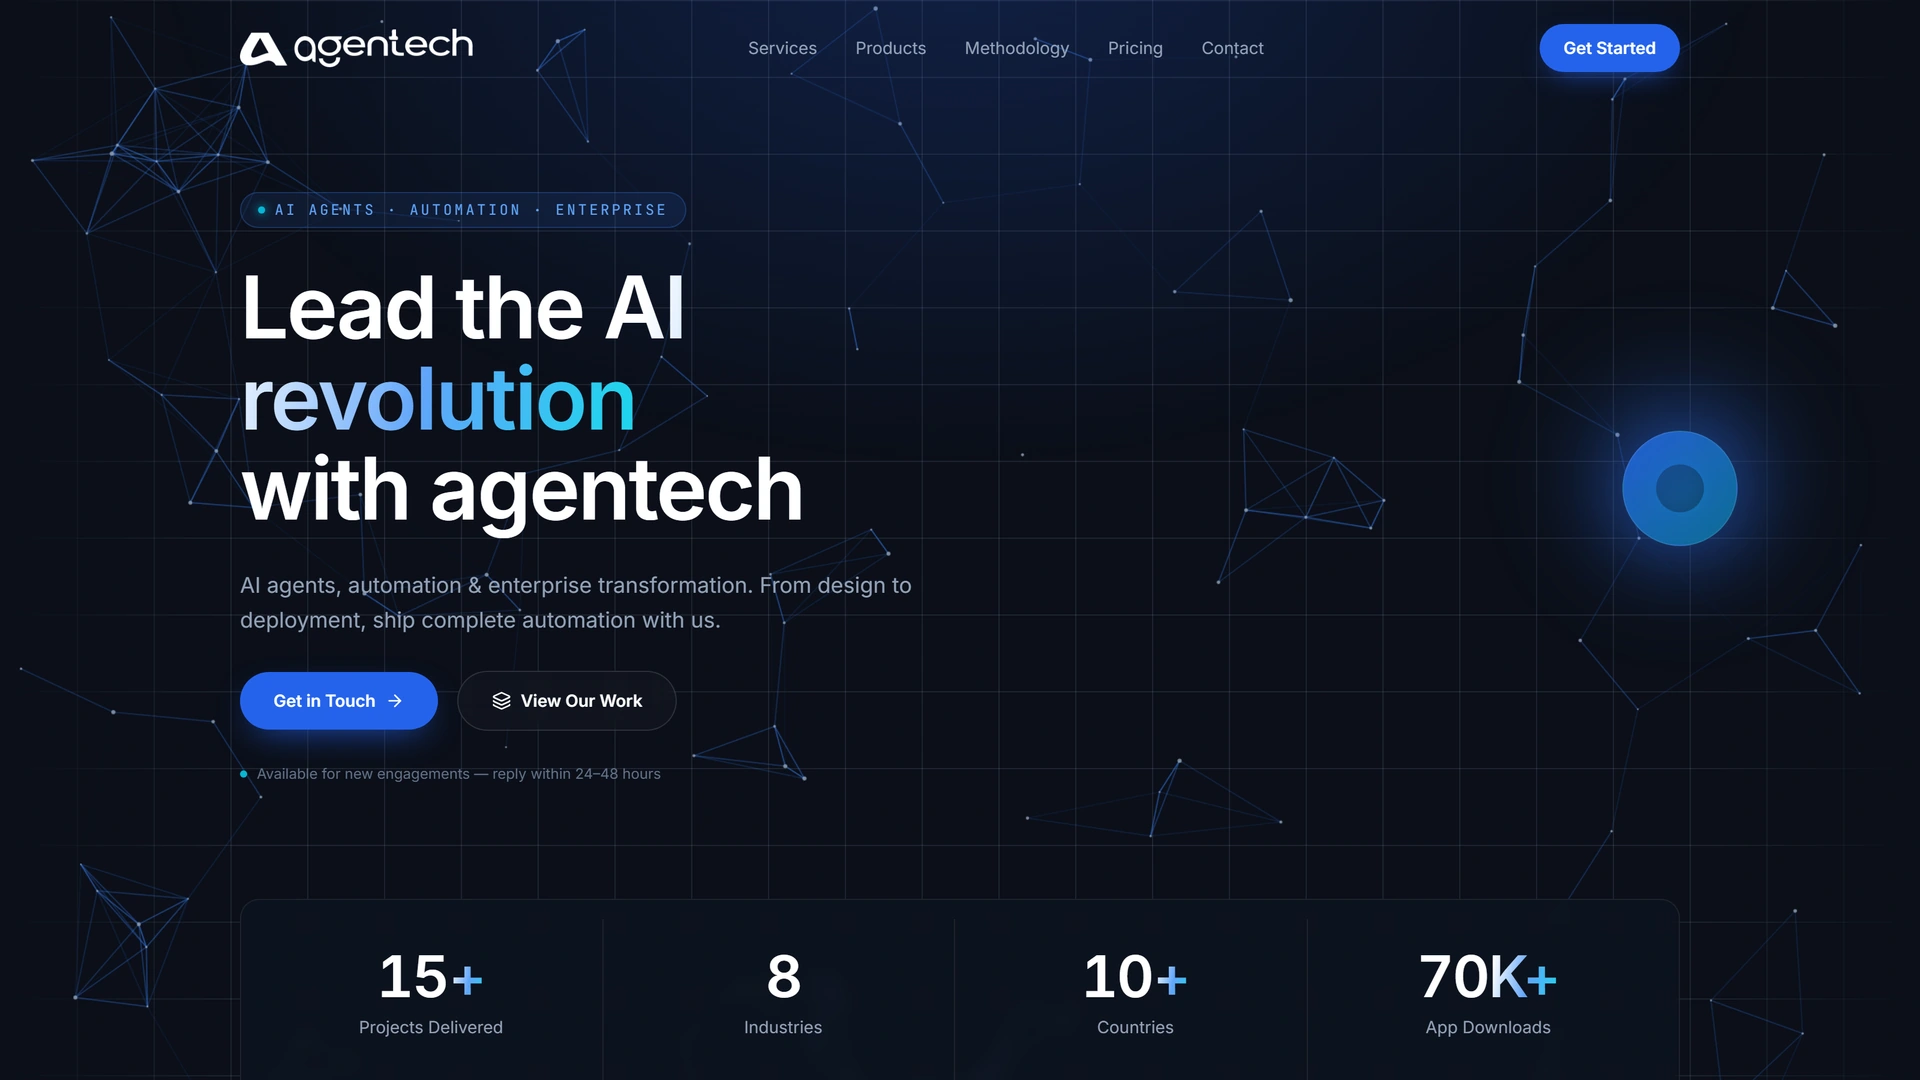 agentech
Services
Products
Methodology
Pricing
Contact
Get Started
AI AGENTS · AUTOMATION · ENTERPRISE
Lead the AI
revolution
with agentech
AI agents, automation & enterprise transformation. From design to
deployment, ship complete automation with us.
Get in Touch →
View Our Work
Available for new engagements — reply within 24–48 hours
15+
Projects Delivered
8
Industries
10+
Countries
70K+
App Downloads